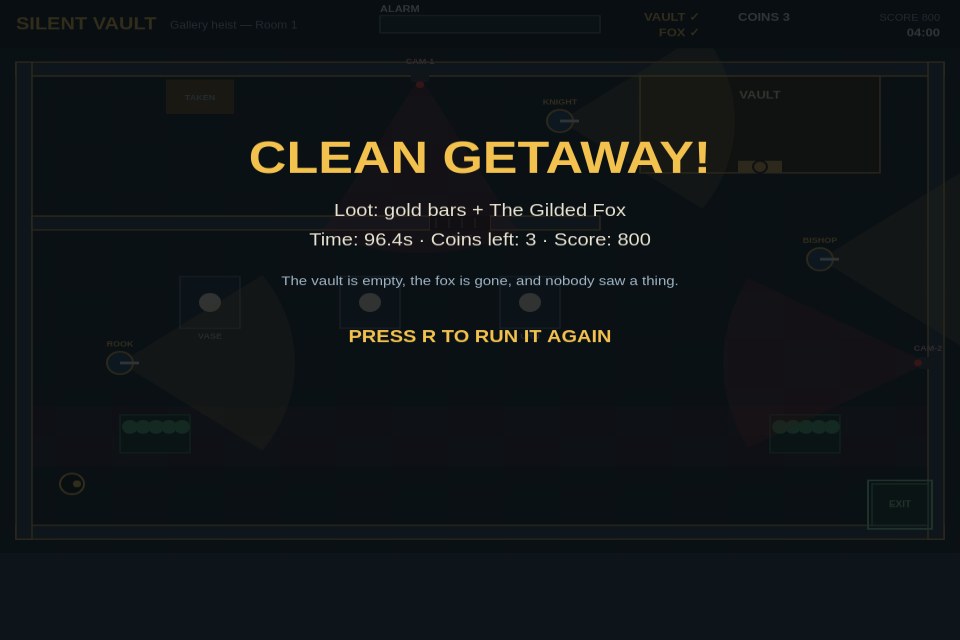 SILENT VAULT Gallery heist — Room 1 ALARM VAULT ✓ COINS 3 SCORE 800
FOX ✓ 04:00
CAM-1
TAKEN
KNIGHT
VAULT
CLEAN GETAWAY!
Loot: gold bars + The Gilded Fox
Time: 96.4s · Coins left: 3 · Score: 800
BISHOP
The vault is empty, the fox is gone, and nobody saw a thing.
VASE
PRESS R TO RUN IT AGAIN
ROOK
CAM-2
EXIT